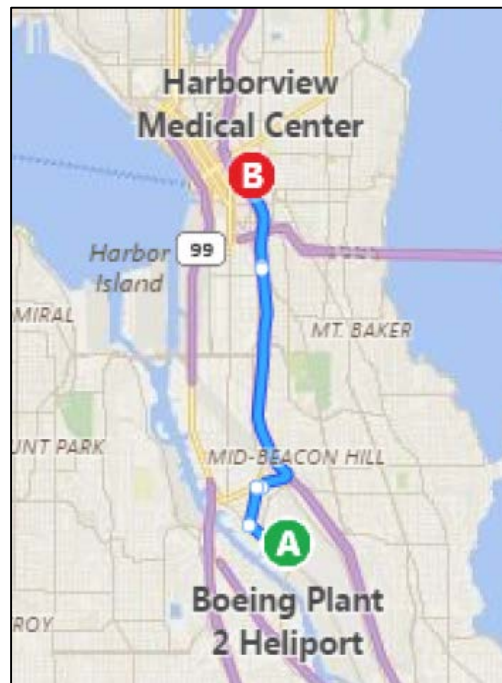 Harborview
Medical Center
B
Harbor
Island
99
MIRAL
MT. BAKER
UNT PARK
MID-BEACON HILL
A
Boeing Plant
2 Heliport
ROY